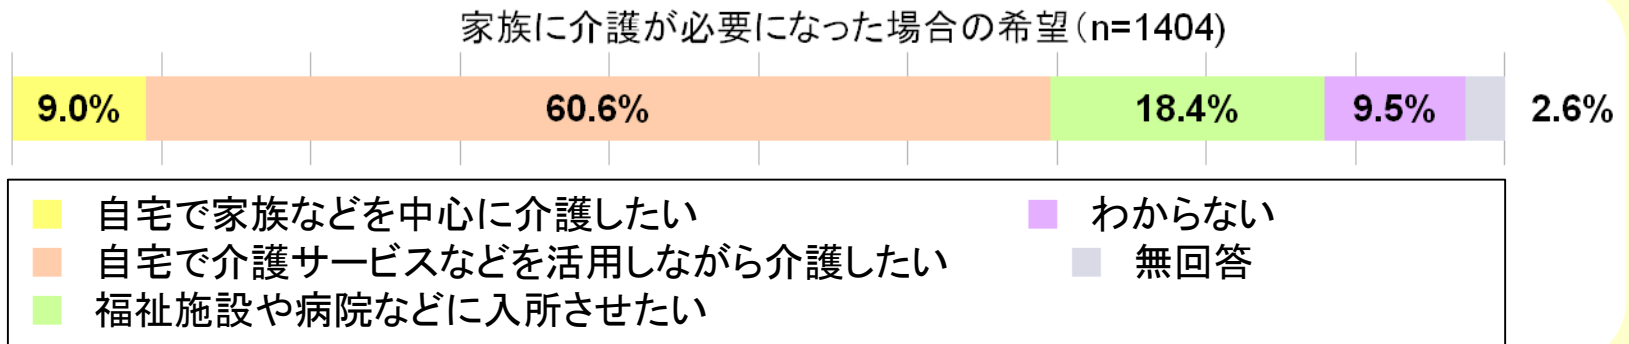 家族に介護が必要になった場合の希望(n=1404)
9.0% 60.6% 18.4% 9.5% 2.6%
自宅で家族などを中心に介護したい わからない
自宅で介護サービスなどを活用しながら介護したい 無回答
福祉施設や病院などに入所させたい